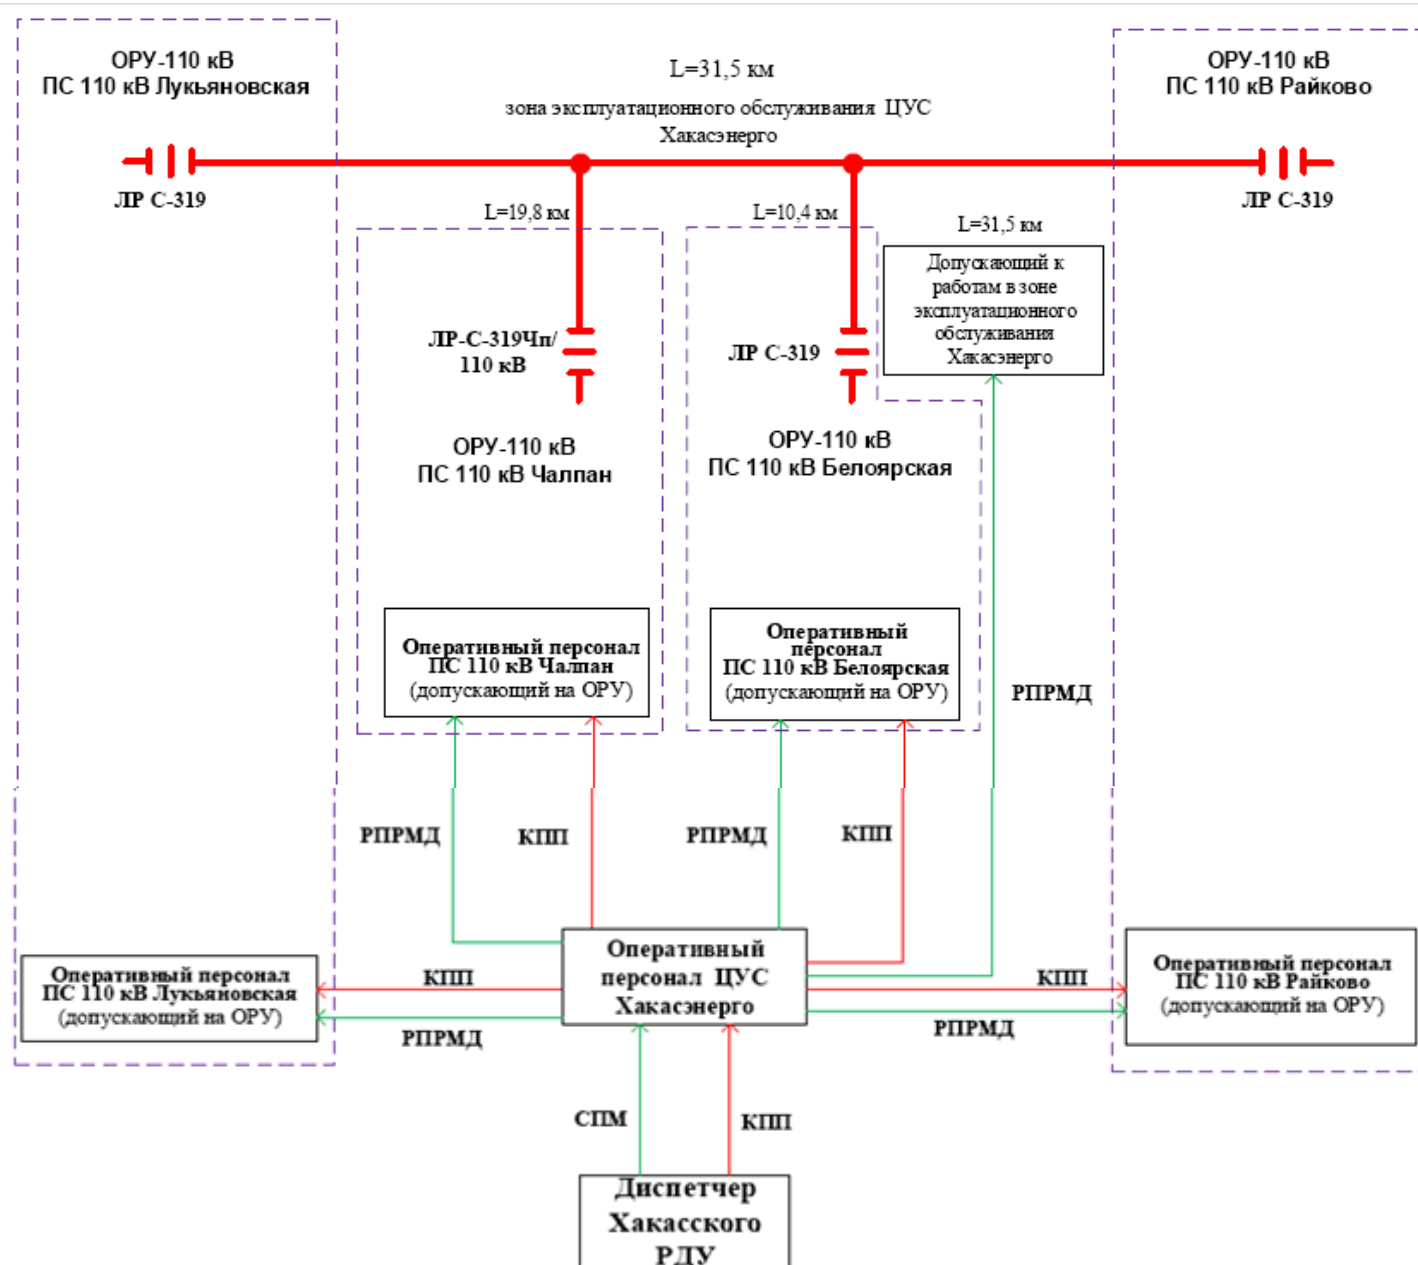 ОРУ-110 кВ
ПС 110 кВ Лукьяновская
L=31,5 км
зона эксплуатационного обслуживания ЦУС
Хакасэнерго
ОРУ-110 кВ
ПС 110 кВ Райково
ЛР С-319
ЛР С-319
L=19,8 км
L=10,4 км
L=31,5 км
Допускающий к
работам в зоне
эксплуатационного
обслуживания
Хакасэнерго
ЛР-С-319Чп/
110 кВ
ЛР С-319
ОРУ-110 кВ
ПС 110 кВ Чалпан
ОРУ-110 кВ
ПС 110 кВ Белоярская
Оперативный персонал
ПС 110 кВ Чалпан
(допускающий на ОРУ)
Оперативный
персонал
ПС 110 кВ Белоярская
(допускающий на ОРУ)
РПРМД
РПРМД
КПП
РПРМД
КПП
Оперативный персонал
ПС 110 кВ Лукьяновская
(допускающий на ОРУ)
КПП
РПРМД
Оперативный
персонал ЦУС
Хакасэнерго
КПП
РПРМД
Оперативный персонал
ПС 110 кВ Райково
(допускающий на ОРУ)
СПМ
КПП
Диспетчер
Хакасского
РДУ